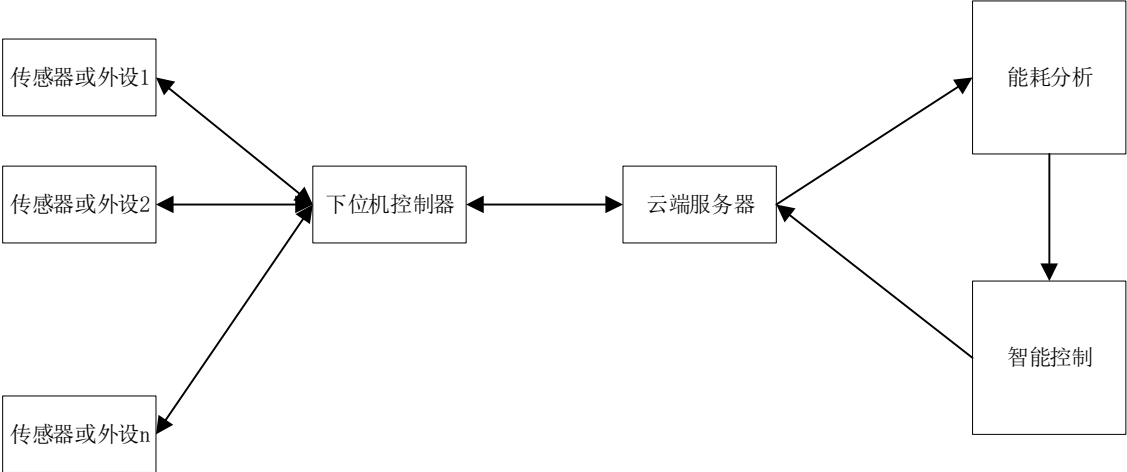 传感器或外设1
传感器或外设2
传感器或外设n
下位机控制器
云端服务器
能耗分析
智能控制